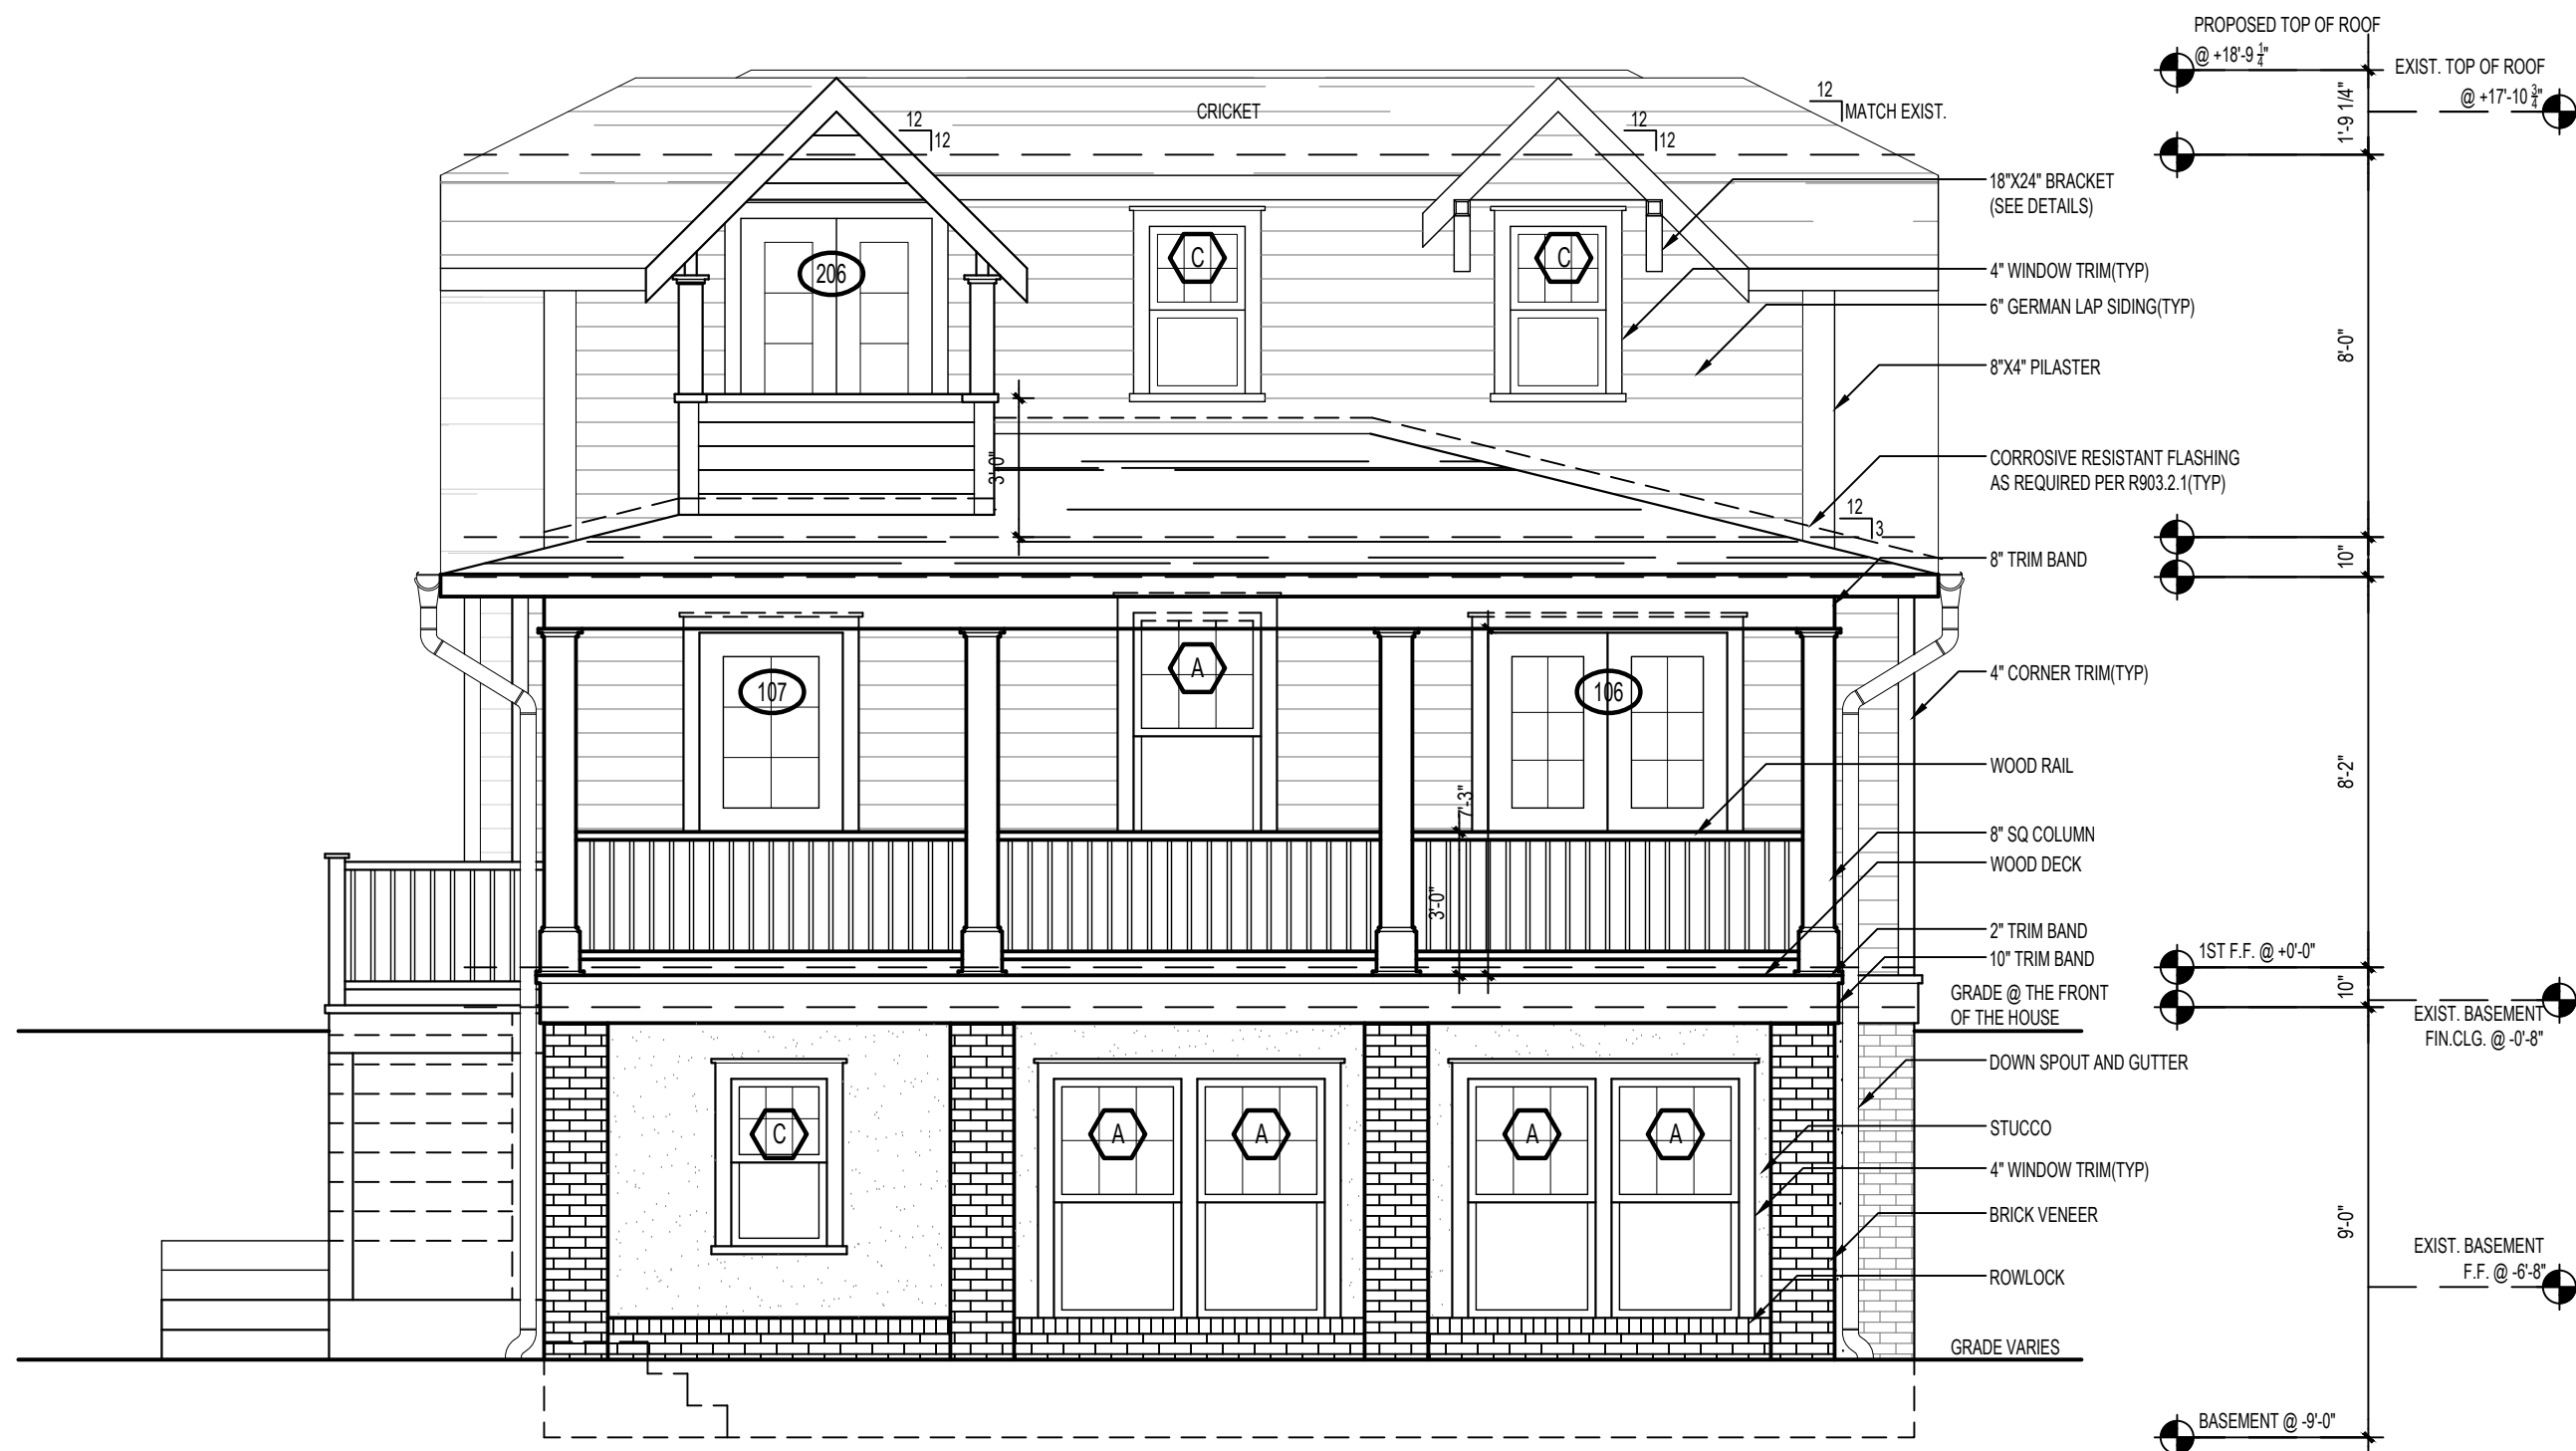 PROPOSED TOP OF ROOF
@ +18'-9 1/4"
EXIST. TOP OF ROOF
@ +17'-10 3/4"
1'-9 1/4"
12
MATCH EXIST.
CRICKET
12
12
12
12
18"X24" BRACKET
(SEE DETAILS)
206
C
C
4" WINDOW TRIM(TYP)
6" GERMAN LAP SIDING(TYP)
8'-0"
8"X4" PILASTER
3'-0"
CORROSIVE RESISTANT FLASHING
AS REQUIRED PER R903.2.1(TYP)
12
3
10"
8" TRIM BAND
107
A
106
4" CORNER TRIM(TYP)
WOOD RAIL
8'-2"
7'-3"
8" SQ COLUMN
WOOD DECK
3'-0"
2" TRIM BAND
10" TRIM BAND
1ST F.F. @ +0'-0"
10"
GRADE @ THE FRONT
OF THE HOUSE
EXIST. BASEMENT
FIN.CLG. @ -0'-8"
DOWN SPOUT AND GUTTER
C
A
A
A
A
STUCCO
4" WINDOW TRIM(TYP)
BRICK VENEER
9'-0"
EXIST. BASEMENT
F.F. @ -6'-8"
ROWLOCK
GRADE VARIES
BASEMENT @ -9'-0"